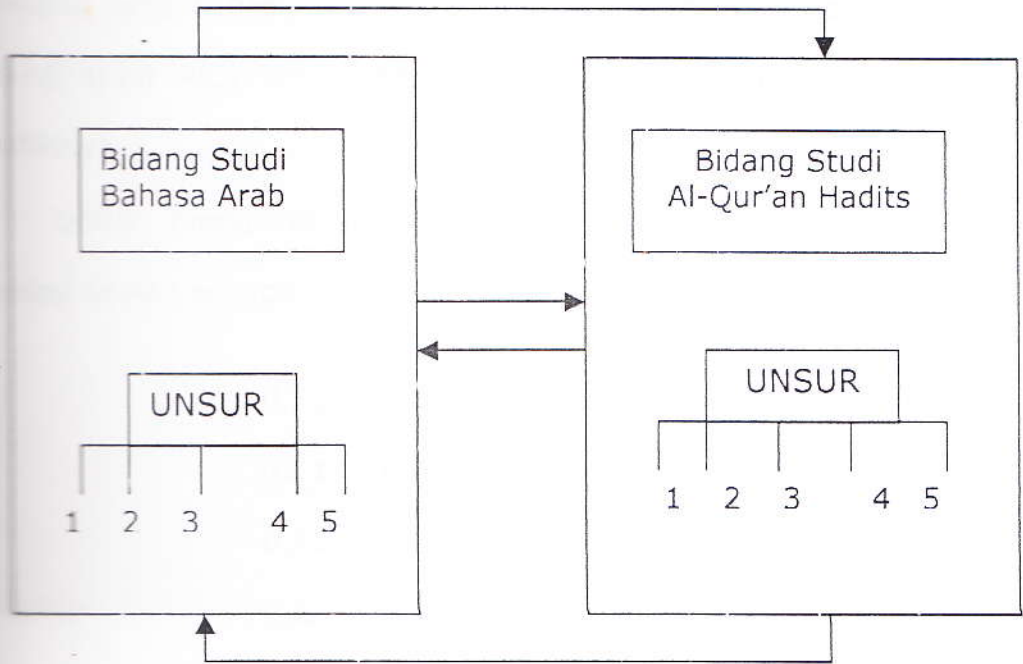 Bidang Studi
Bahasa Arab
Bidang Studi
Al-Qur'an Hadits
UNSUR
1 2 3 4 5
UNSUR
1 2 3 4 5